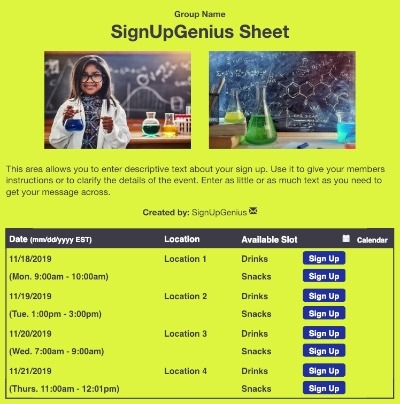 Group Name
SignUpGenius Sheet
This area allows you to enter descriptive text about your sign up. Use it to give your members
instructions or to clarify the details of the event. Enter as little or as much text as you need to
get your message across.
Created by: SignUpGenius
Date (mm/dd/yyyy EST) Location Available Slot Calendar
11/18/2019 Location 1 Drinks Sign Up
(Mon. 9:00am - 10:00am) Snacks Sign Up
11/19/2019 Location 2 Drinks Sign Up
(Tue. 1:00pm - 3:00pm) Snacks Sign Up
11/20/2019 Location 3 Drinks Sign Up
(Wed. 7:00am - 9:00am) Snacks Sign Up
11/21/2019 Location 4 Drinks Sign Up
(Thurs. 11:00am - 12:01pm) Snacks Sign Up